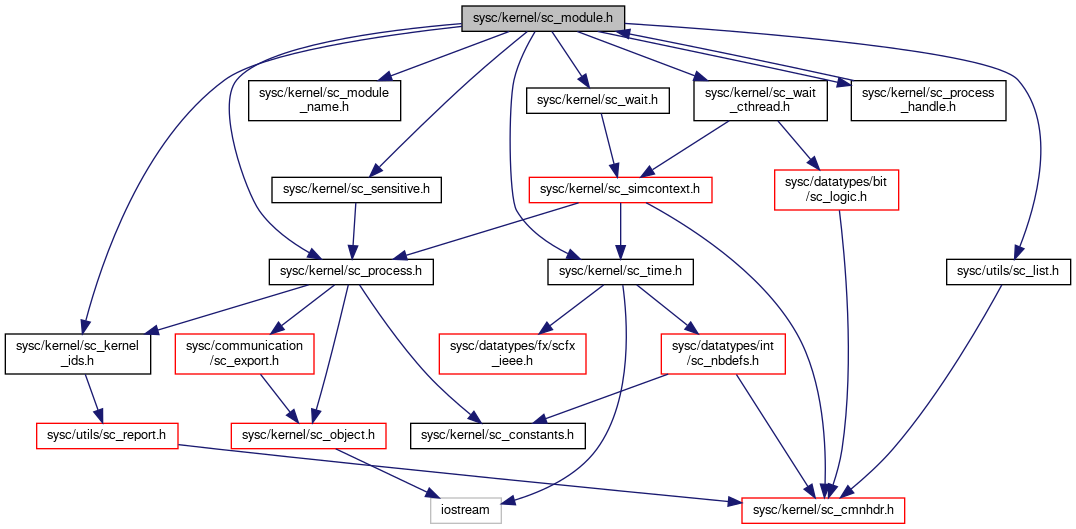 sysc/kernel/sc_module.h
sysc/kernel/sc_module
_name.h
sysc/kernel/sc_wait.h
sysc/kernel/sc_wait
_cthread.h
sysc/kernel/sc_process
_handle.h
sysc/kernel/sc_sensitive.h
sysc/kernel/sc_simcontext.h
sysc/datatypes/bit
/sc_logic.h
sysc/kernel/sc_process.h
sysc/kernel/sc_time.h
sysc/utils/sc_list.h
sysc/kernel/sc_kernel
_ids.h
sysc/communication
/sc_export.h
sysc/datatypes/fx/scfx
_ieee.h
sysc/datatypes/int
/sc_nbdefs.h
sysc/utils/sc_report.h
sysc/kernel/sc_object.h
sysc/kernel/sc_constants.h
iostream
sysc/kernel/sc_cmnhdr.h